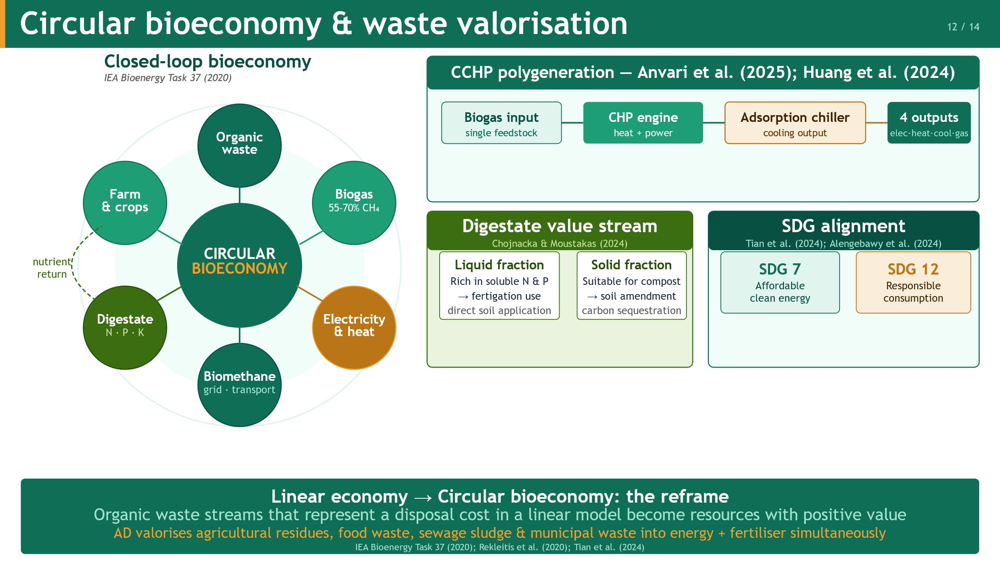 Circular bioeconomy & waste valorisation
12 / 14
Closed-loop bioeconomy
IEA Bioenergy Task 37 (2020)
Organic
waste
Farm
& crops
Biogas
55–70% CH₄
CIRCULAR
BIOECONOMY
nutrient
return
Digestate
N · P · K
Electricity
& heat
Biomethane
grid · transport
CCHP polygeneration — Anvari et al. (2025); Huang et al. (2024)
Biogas input
single feedstock
CHP engine
heat + power
Adsorption chiller
cooling output
4 outputs
elec·heat·cool·gas
Digestate value stream
Chojnacka & Moustakas (2024)
Liquid fraction
Rich in soluble N & P
→ fertigation use
direct soil application
Solid fraction
Suitable for compost
→ soil amendment
carbon sequestration
SDG alignment
Tian et al. (2024); Alengebawy et al. (2024)
SDG 7
Affordable
clean energy
SDG 12
Responsible
consumption
Linear economy → Circular bioeconomy: the reframe
Organic waste streams that represent a disposal cost in a linear model become resources with positive value
AD valorises agricultural residues, food waste, sewage sludge & municipal waste into energy + fertiliser simultaneously
IEA Bioenergy Task 37 (2020); Rekleitis et al. (2020); Tian et al. (2024)